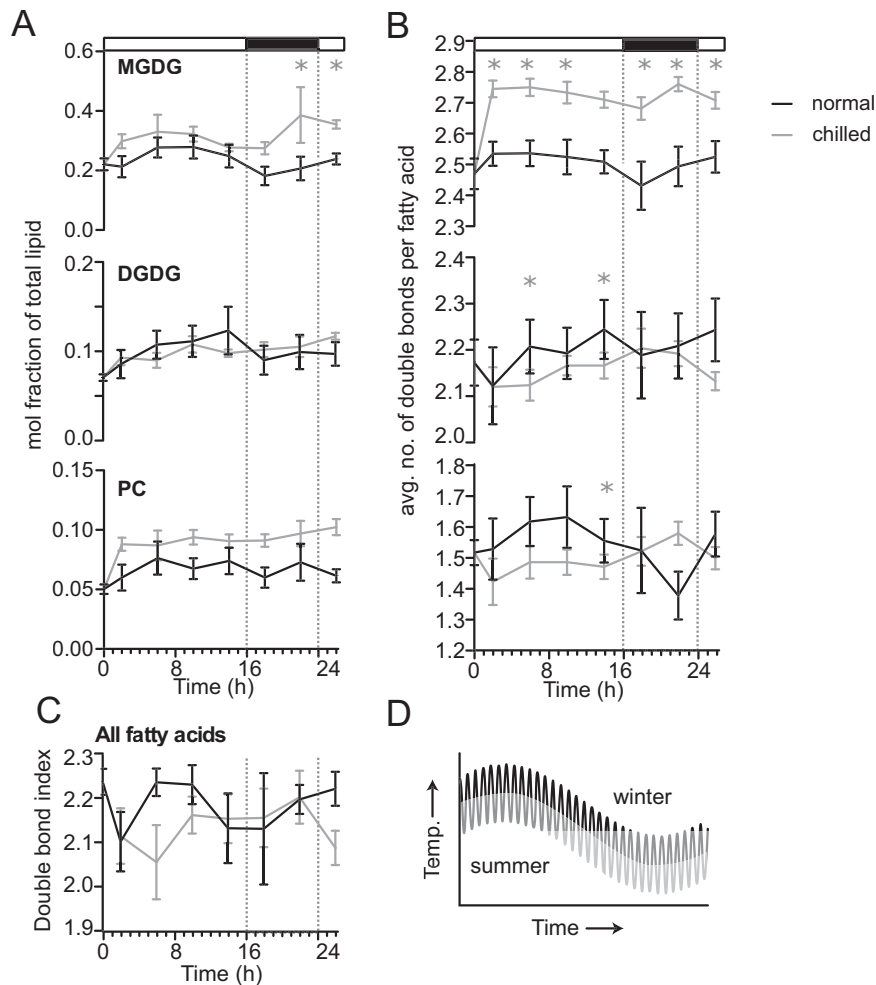 A
B
MGDG
* *
0.6
0.4
0.2
0.0
DGDG
0.2
0.1
0.0
PC
0.15
0.10
0.05
0.00
mol fraction of total lipid
0 8 16 24
Time (h)
2.9
2.8
2.7
2.6
2.5
2.4
2.3
* * * * * *
2.4
2.3
2.2
2.1
2.0
* *
1.8
1.7
1.6
1.5
1.4
1.3
1.2
*
avg. no. of double bonds per fatty acid
0 8 16 24
Time (h)
normal
chilled
C
All fatty acids
2.3
2.2
2.1
2.0
1.9
Double bond index
0 8 16 24
Time (h)
D
winter
summer
Temp.
Time